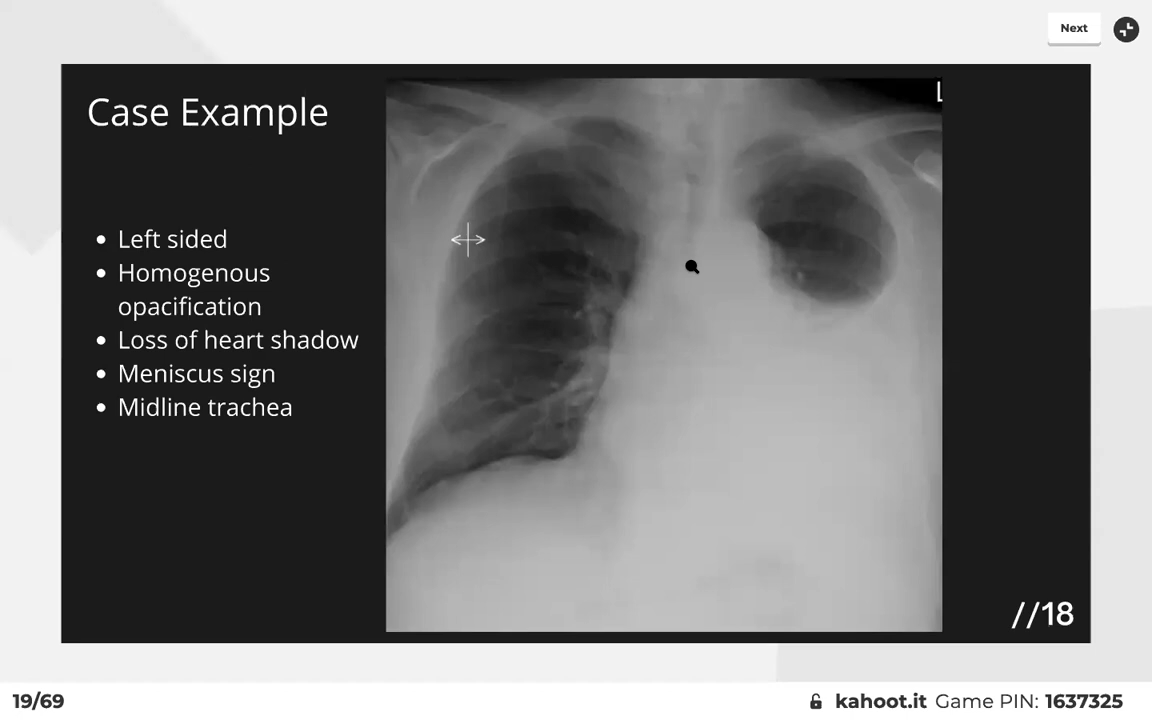 Next
Case Example
L
Left sided
Homogenous
opacification
Loss of heart shadow
Meniscus sign
Midline trachea
//18
19/69
kahoot.it Game PIN: 1637325